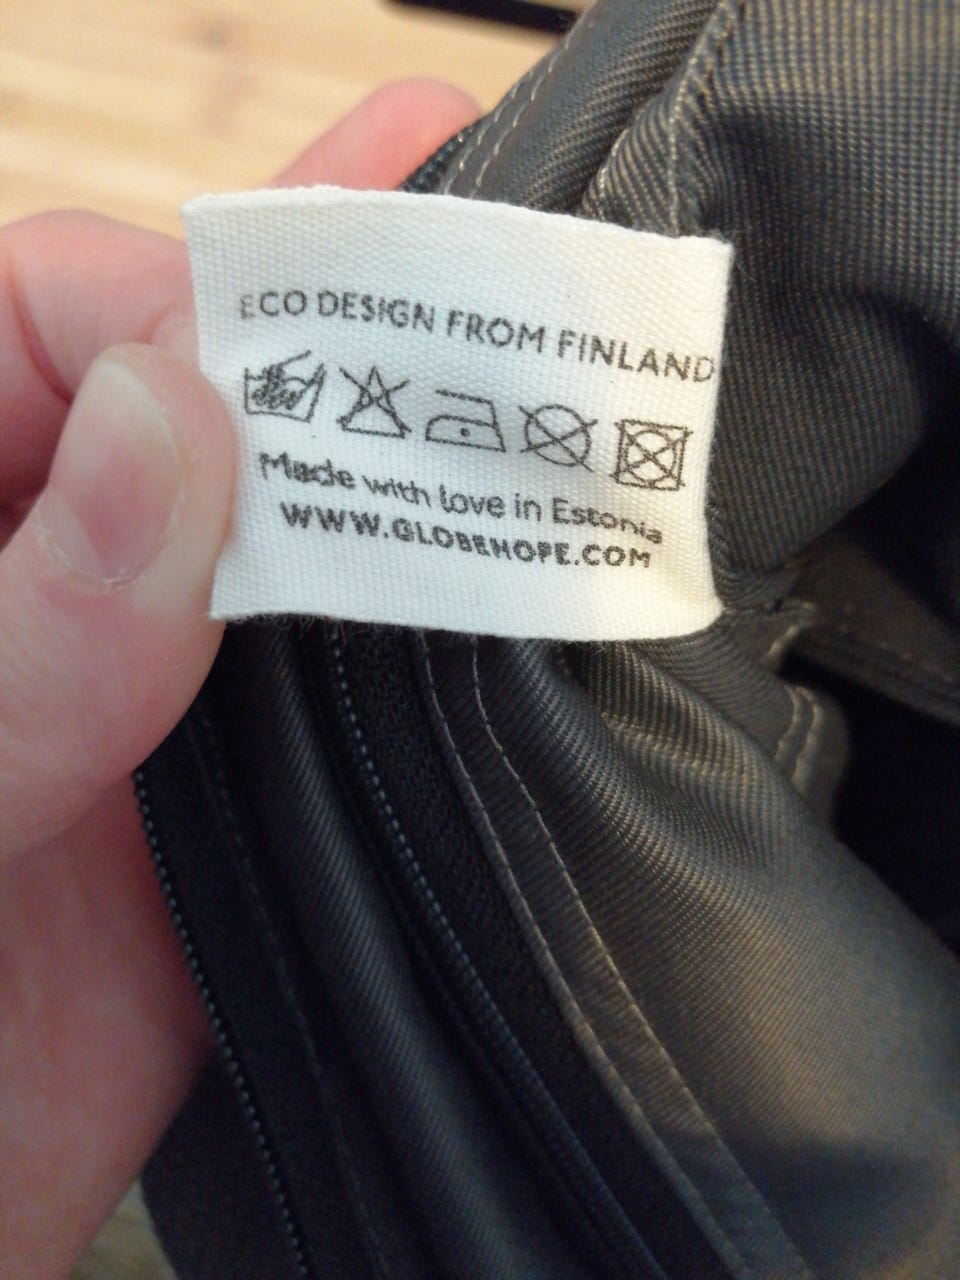 ECO DESIGN FROM FINLAND
Made with love in Estonia
WWW.GLOBEHOPE.COM